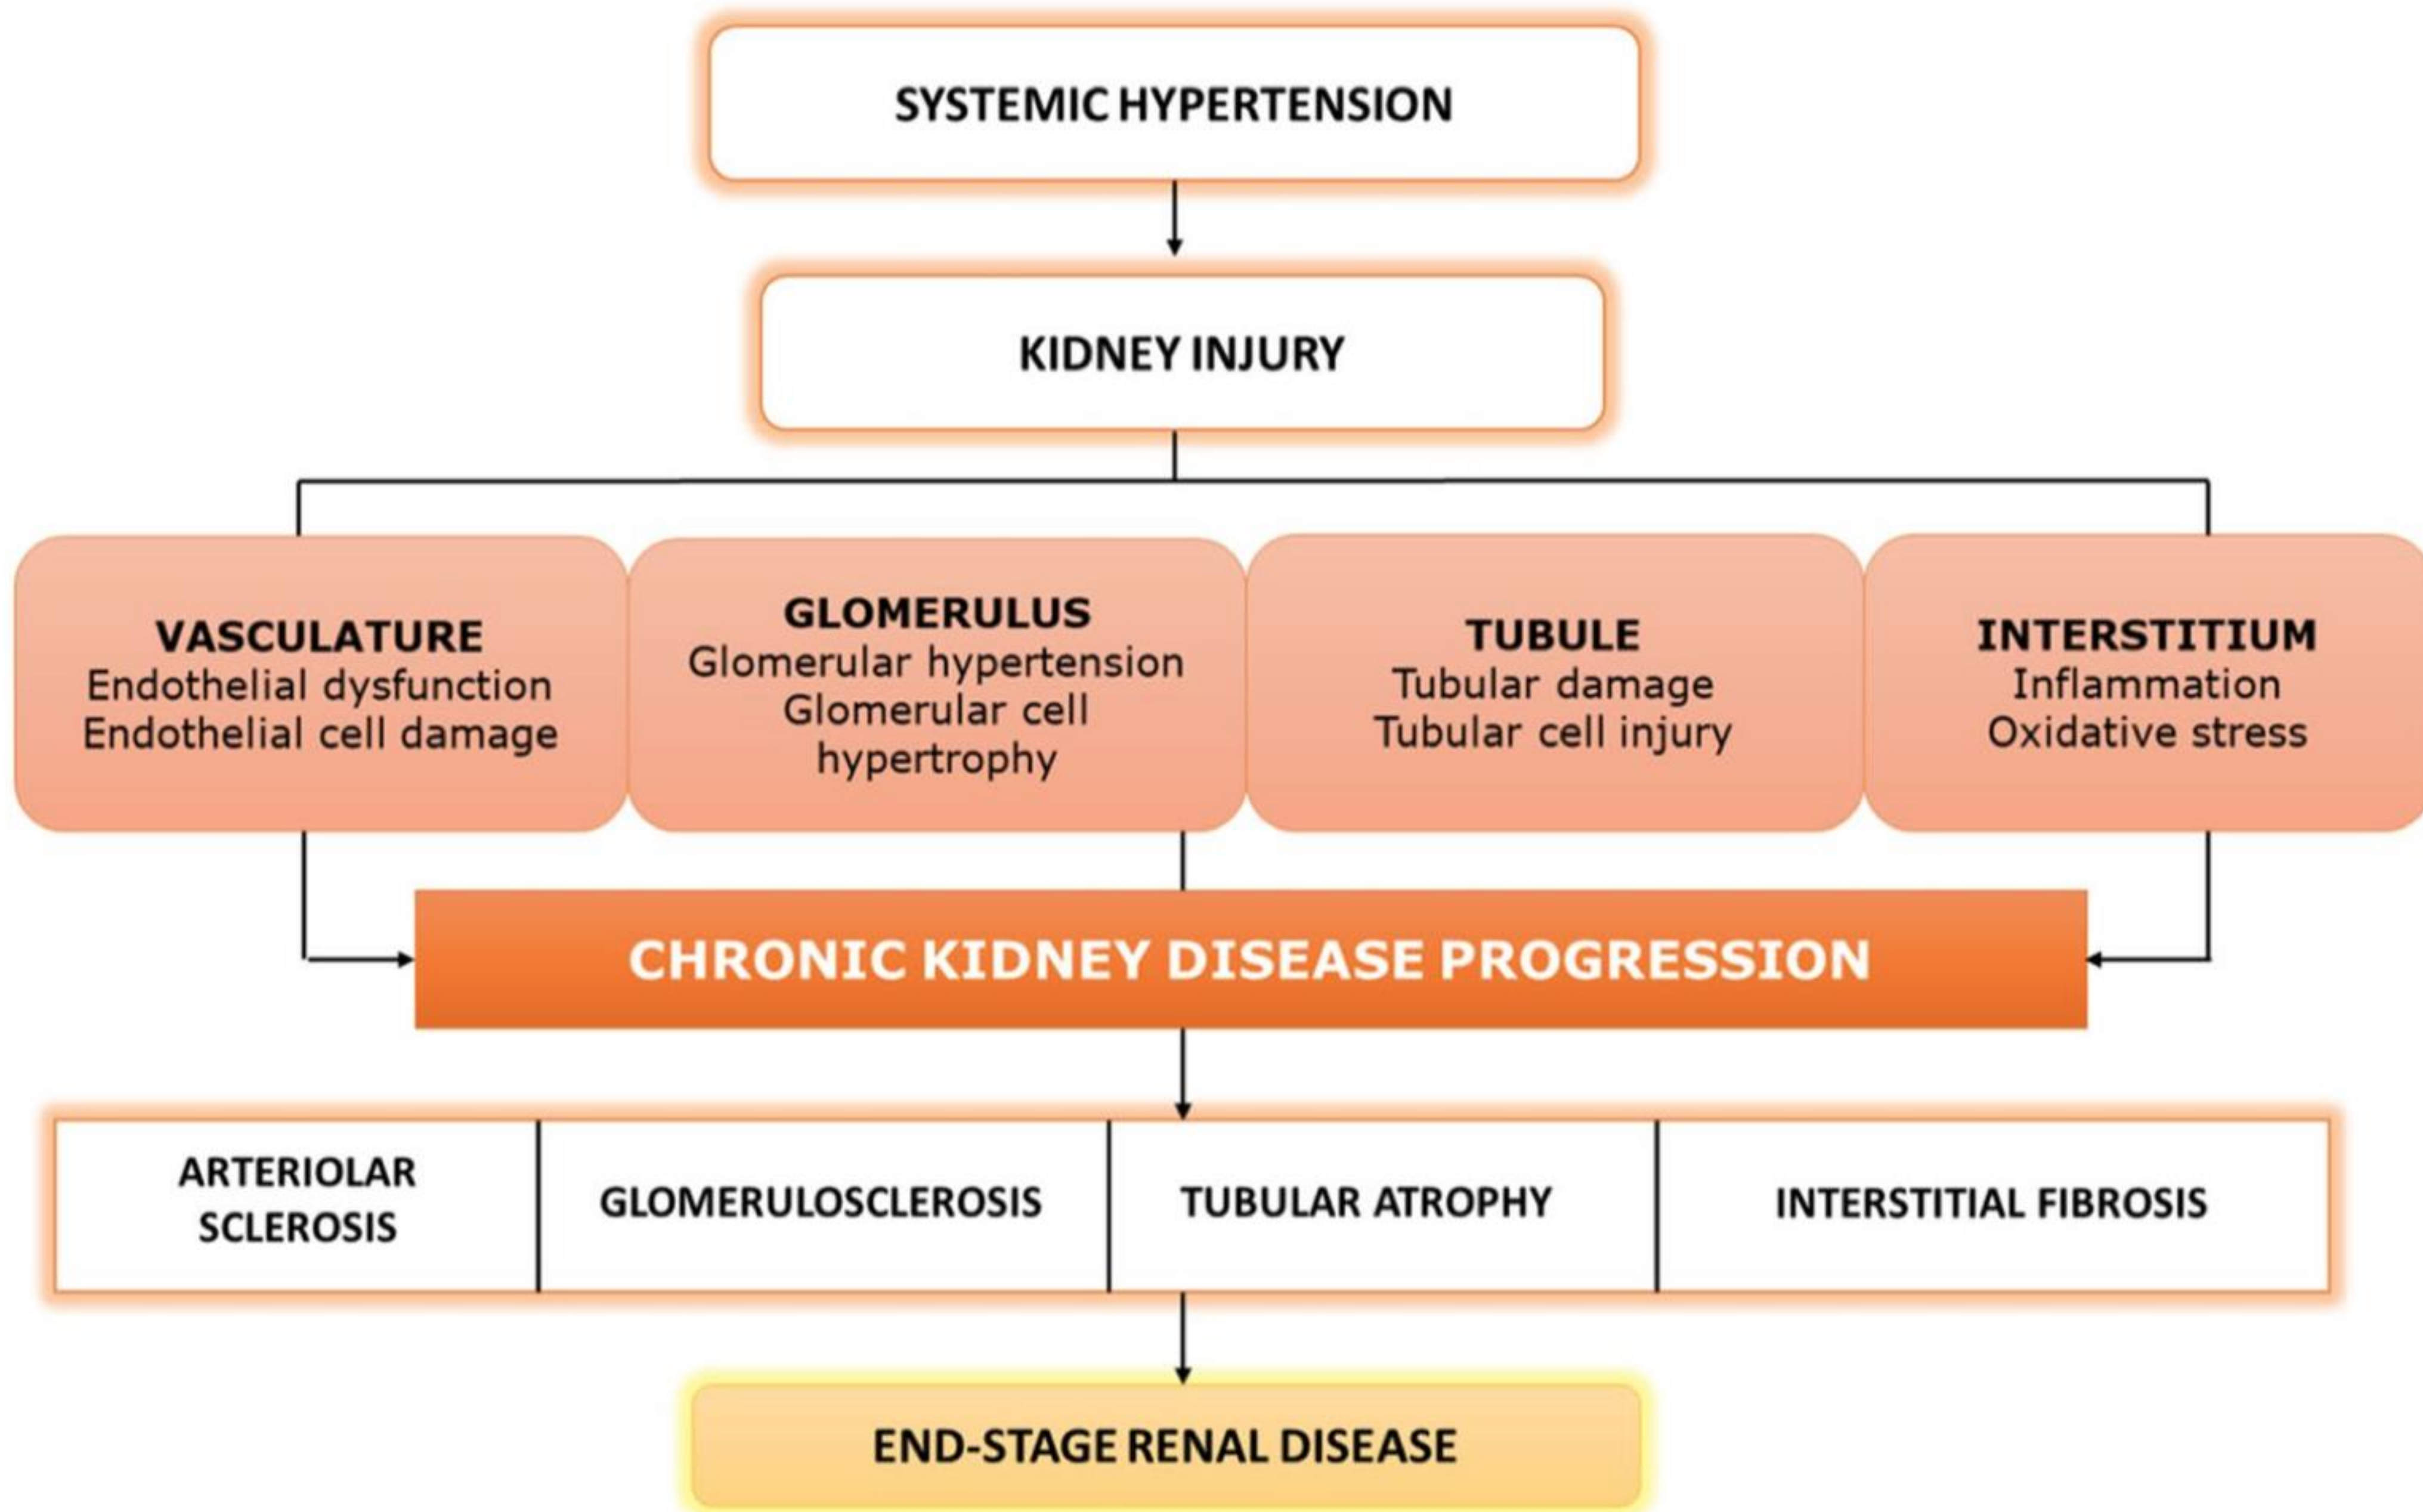 SYSTEMIC HYPERTENSION
KIDNEY INJURY
VASCULATURE
Endothelial dysfunction
Endothelial cell damage
GLOMERULUS
Glomerular hypertension
Glomerular cell
hypertrophy
TUBULE
Tubular damage
Tubular cell injury
INTERSTITIUM
Inflammation
Oxidative stress
CHRONIC KIDNEY DISEASE PROGRESSION
ARTERIOLAR
SCLEROSIS
GLOMERULOSCLEROSIS
TUBULAR ATROPHY
INTERSTITIAL FIBROSIS
END-STAGE RENAL DISEASE